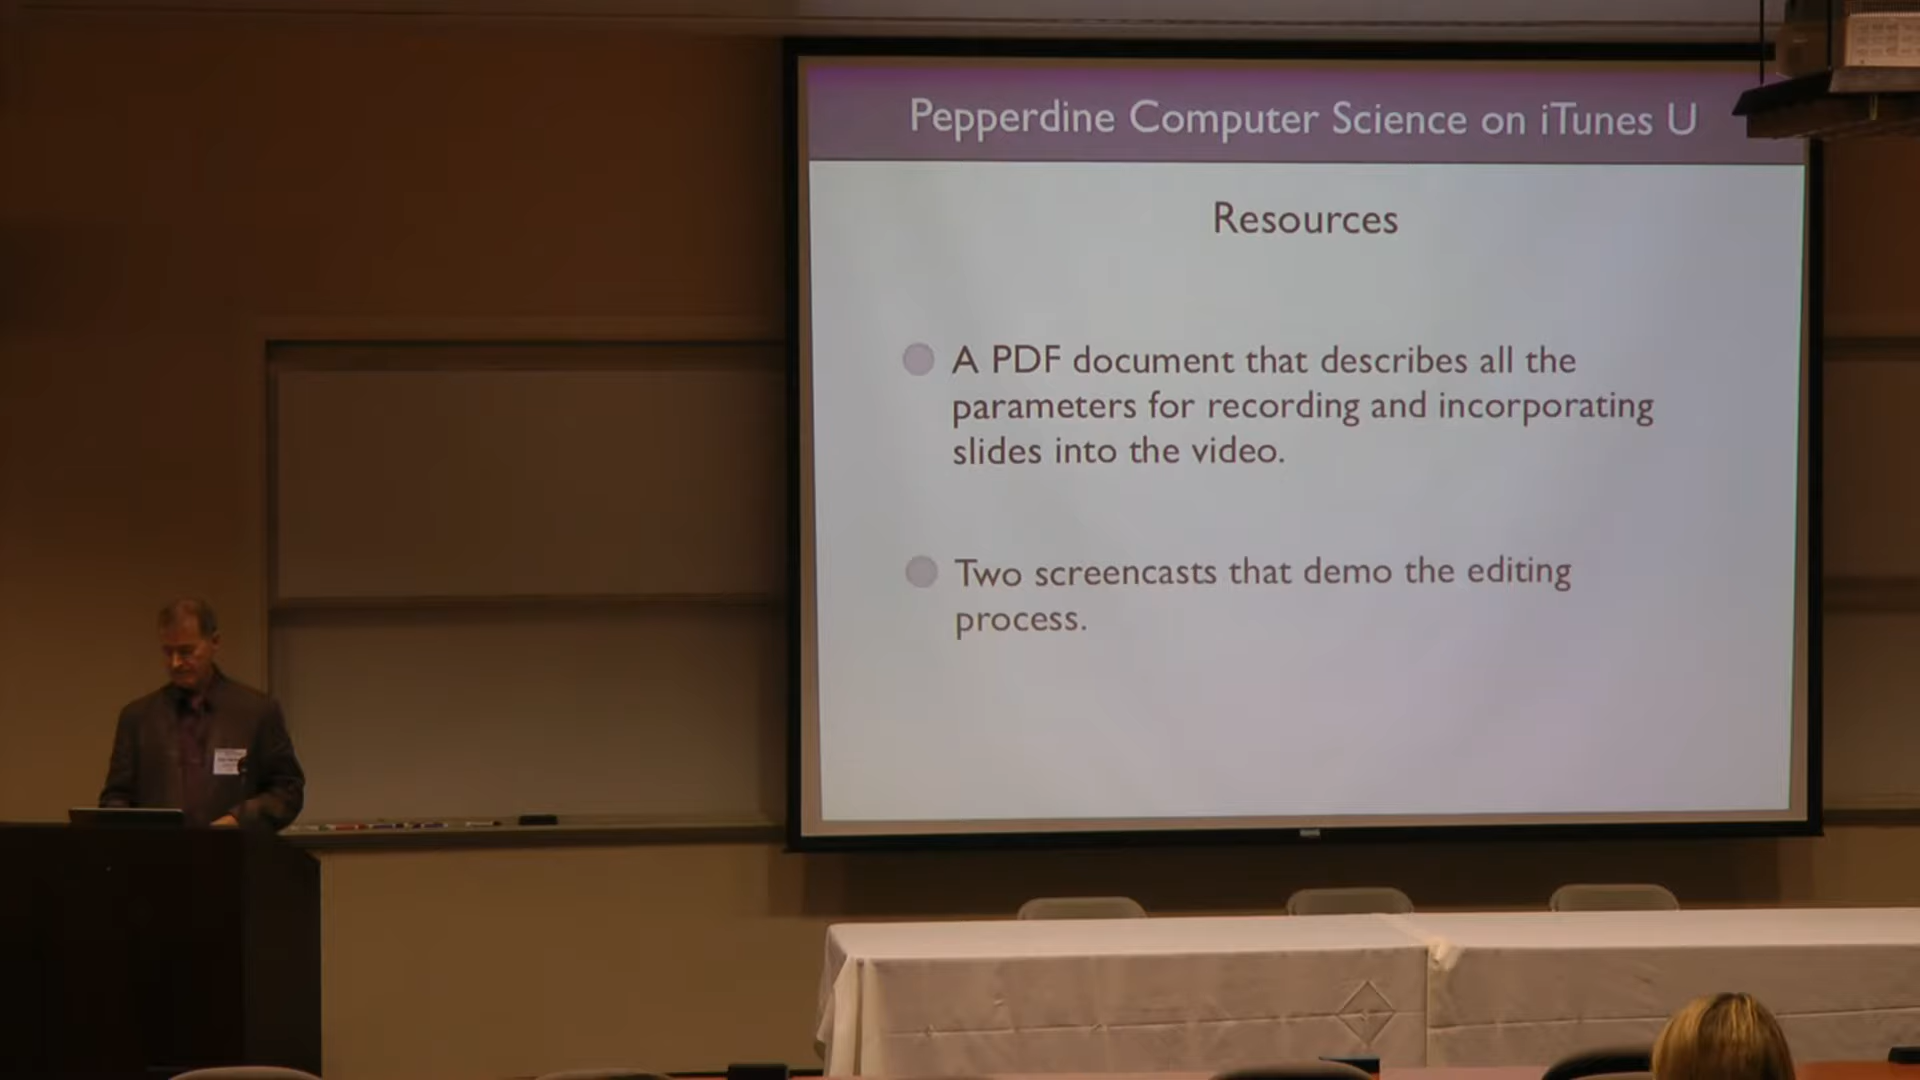 Pepperdine Computer Science on iTunes U
Resources
A PDF document that describes all the
parameters for recording and incorporating
slides into the video.
Two screencasts that demo the editing
process.